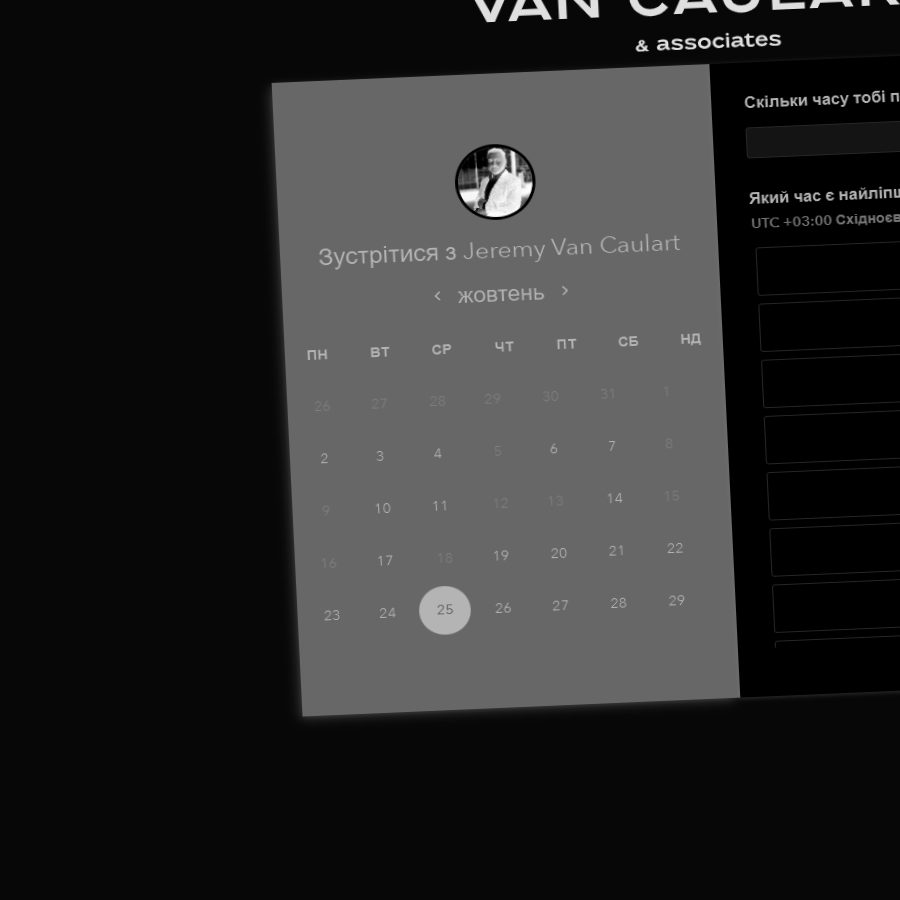 VAN CAULAR
& associates
Зустрітися з Jeremy Van Caulart
‹ жовтень ›
ПН ВТ СР ЧТ ПТ СБ НД
26 27 28 29 30 31 1
2 3 4 5 6 7 8
9 10 11 12 13 14 15
16 17 18 19 20 21 22
23 24 25 26 27 28 29
Скільки часу тобі п
Який час є найліпш
UTC +03:00 Східноєв